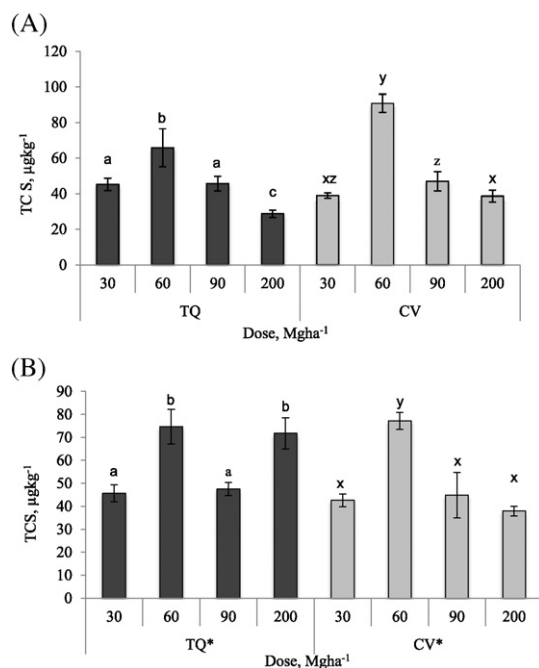 (A)
120
100
80
60
40
20
0
TC S, µgkg-1
a
b
a
c
xz
y
z
x
30 60 90 200 30 60 90 200
TQ CV
Dose, Mgha-1
(B)
90
80
70
60
50
40
30
20
10
0
TCS, µgkg-1
a
b
a
b
x
y
x
x
30 60 90 200 30 60 90 200
TQ* CV*
Dose, Mgha-1